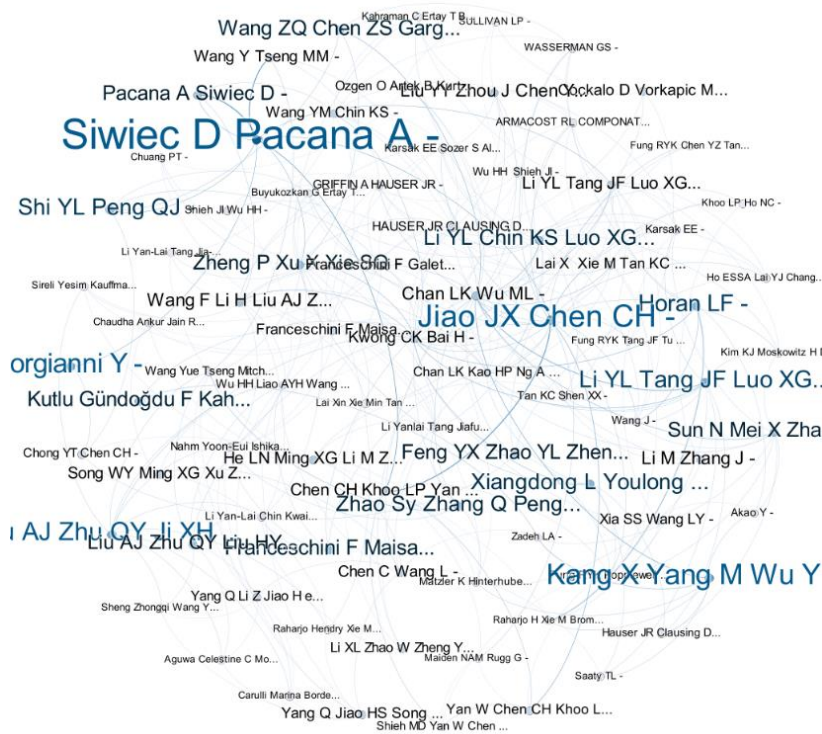 Kahraman C Ertay T B
SULLIVAN LP -
Wang ZQ Chen ZS Garg...
WASSERMAN GS -
Wang Y Tseng MM -
Pacana A Siwiec D -
Ozgen O Artek B Kurtz
Liu YY Zhou J Chen Y...
Cockalo D Vorkapic M...
Wang YM Chin KS -
ARMACOST RL COMPONAT...
Siwiec D Pacana A -
Karsak EE Sozer S Al...
Fung RYK Chen YZ Tan...
Chuang PT -
Wu HH Shieh JI -
GRIFFIN A HAUSER JR -
Li YL Tang JF Luo XG...
Buyukozkan G Ertay T...
Khoo LP Ho NC -
Shi YL Peng QJ
Shieh JI Wu HH -
HAUSER JR CLAUSING D...
Karsak EE -
Li YL Chin KS Luo XG...
Li Yan-Lai Tang Jia-
Zheng P Xu X Xie SQ
Franceschini F Galet...
Lai X Xie M Tan KC ...
Ho ESSA Lai YJ Chang...
Sireli Yesim Kauffma...
Wang F Li H Liu AJ Z...
Chan LK Wu ML -
Horan LF -
Jiao JX Chen CH -
Chaudha Ankur Jain R...
Franceschini F Maisa...
Kwong CK Bai H -
Fung RYK Tang JF Tu ...
Kim KJ Moskowitz H D
orgianni Y -
Wang Yue Tseng Mitch...
Chan LK Kao HP Ng A ...
Wu HH Liao AYH Wang ...
Li YL Tang JF Luo XG...
Kutlu Gündoğdu F Kah...
Lai Xin Xie Min Tan ...
Tan KC Shen XX -
Wang J -
Li Yanlai Tang Jiafu...
Sun N Mei X Zha
Chong YT Chen CH -
Nahm Yoon-Eui Ishika...
He LN Ming XG Li M Z...
Feng YX Zhao YL Zhen...
Li M Zhang J -
Song WY Ming XG Xu Z...
Chen CH Khoo LP Yan ...
Xiangdong L Youlong ...
Zhao Sy Zhang Q Peng...
Li Yan-Lai Chin Kwai...
Akao Y -
Xia SS Wang LY -
AJ Zhu QY Ji XH
Liu AJ Zhu QY Liu HY
Franceschini F Maisa...
Zadeh LA -
Chen C Wang L -
Matzler K Hinterhube...
Kang X Yang M Wu Y
Yang Q Li Z Jiao H e...
Sheng Zhongqi Wang Y...
Raharjo Hendry Xie M...
Raharjo H Xie M Brom...
Hauser JR Clausing D...
Li XL Zhao W Zheng Y...
Aguwa Celestine C Mo...
Maiden NAM Rugg G -
Saaty TL -
Carulli Marina Borde...
Yang Q Jiao HS Song ...
Yan W Chen CH Khoo L...
Shieh MD Yan W Chen ...